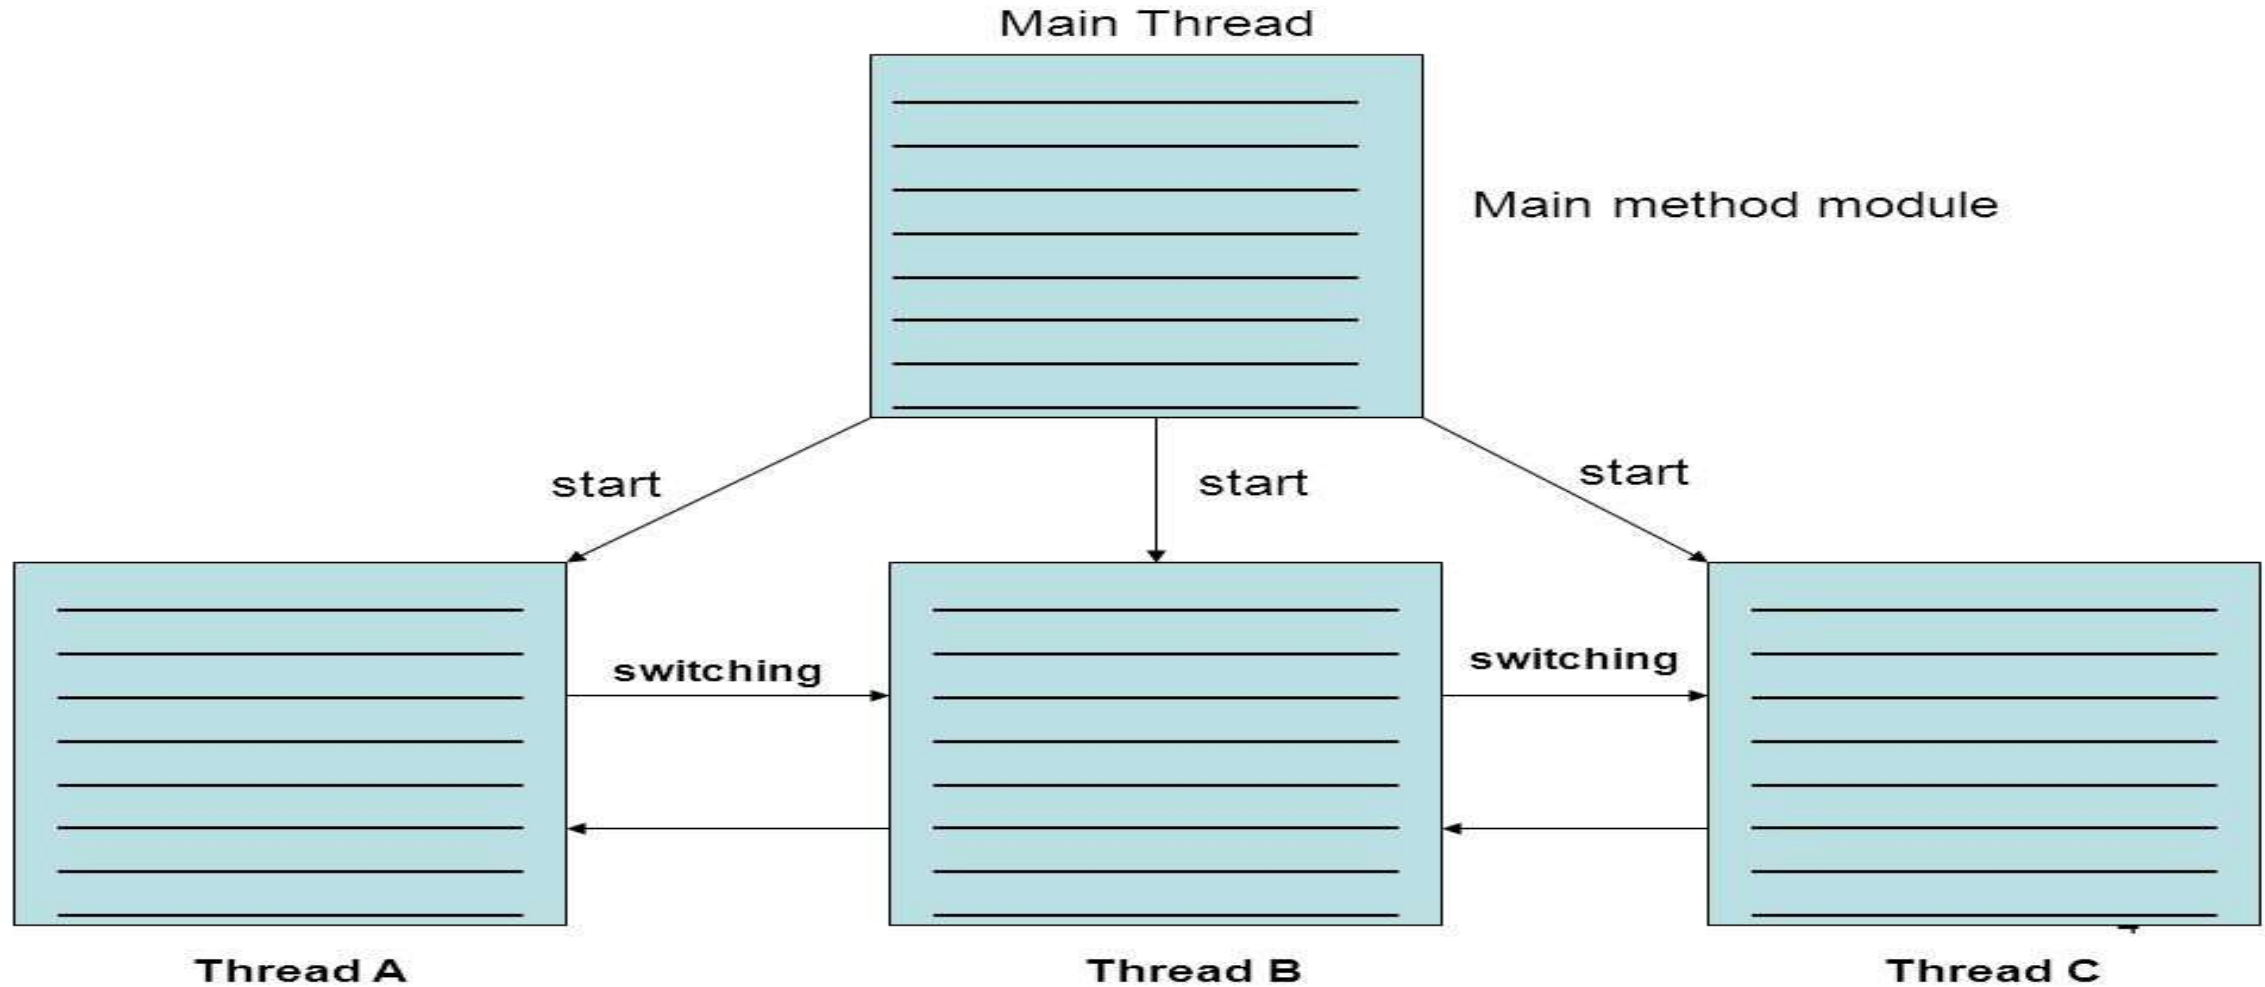 Main Thread
Main method module
start
start
start
switching
switching
Thread A
Thread B
Thread C